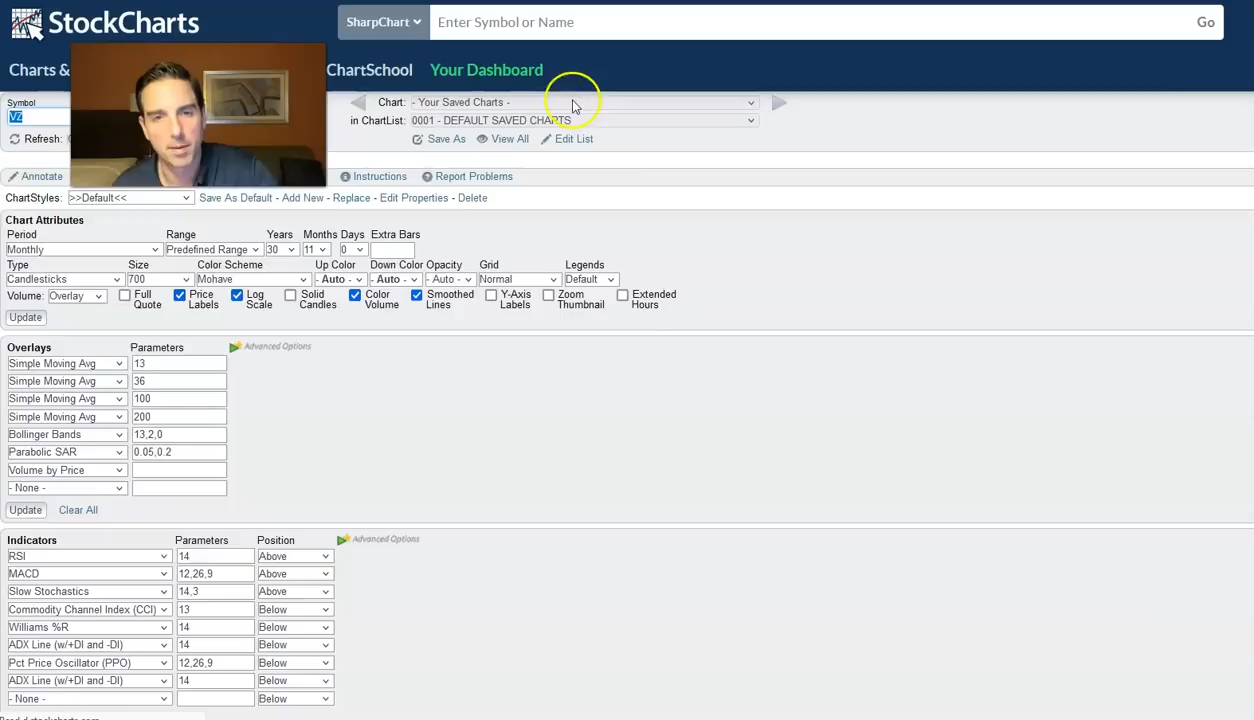 StockCharts
SharpChart Enter Symbol or Name Go
Charts & ChartSchool Your Dashboard
Symbol
VZ
Chart: - Your Saved Charts -
in ChartList: 0001 - DEFAULT SAVED CHARTS
Refresh: Save As View All Edit List
Annotate Instructions Report Problems
ChartStyles: >>Default<< Save As Default - Add New - Replace - Edit Properties - Delete
Chart Attributes
Period Range Years Months Days Extra Bars
Monthly Predefined Range 30 11 0
Type Size Color Scheme Up Color Down Color Opacity Grid Legends
Candlesticks 700 Mohave - Auto - - Auto - - Auto - Normal Default
Volume: Overlay Full Quote Price Labels Log Scale Solid Candles Color Volume Smoothed Lines Y-Axis Labels Zoom Thumbnail Extended Hours
Update
Overlays Parameters Advanced Options
Simple Moving Avg 13
Simple Moving Avg 36
Simple Moving Avg 100
Simple Moving Avg 200
Bollinger Bands 13,2,0
Parabolic SAR 0.05,0.2
Volume by Price
- None -
Update Clear All
Indicators Parameters Position Advanced Options
RSI 14 Above
MACD 12,26,9 Above
Slow Stochastics 14,3 Above
Commodity Channel Index (CCI) 13 Below
Williams %R 14 Below
ADX Line (w/+DI and -DI) 14 Below
Pct Price Oscillator (PPO) 12,26,9 Below
ADX Line (w/+DI and -DI) 14 Below
- None - Below